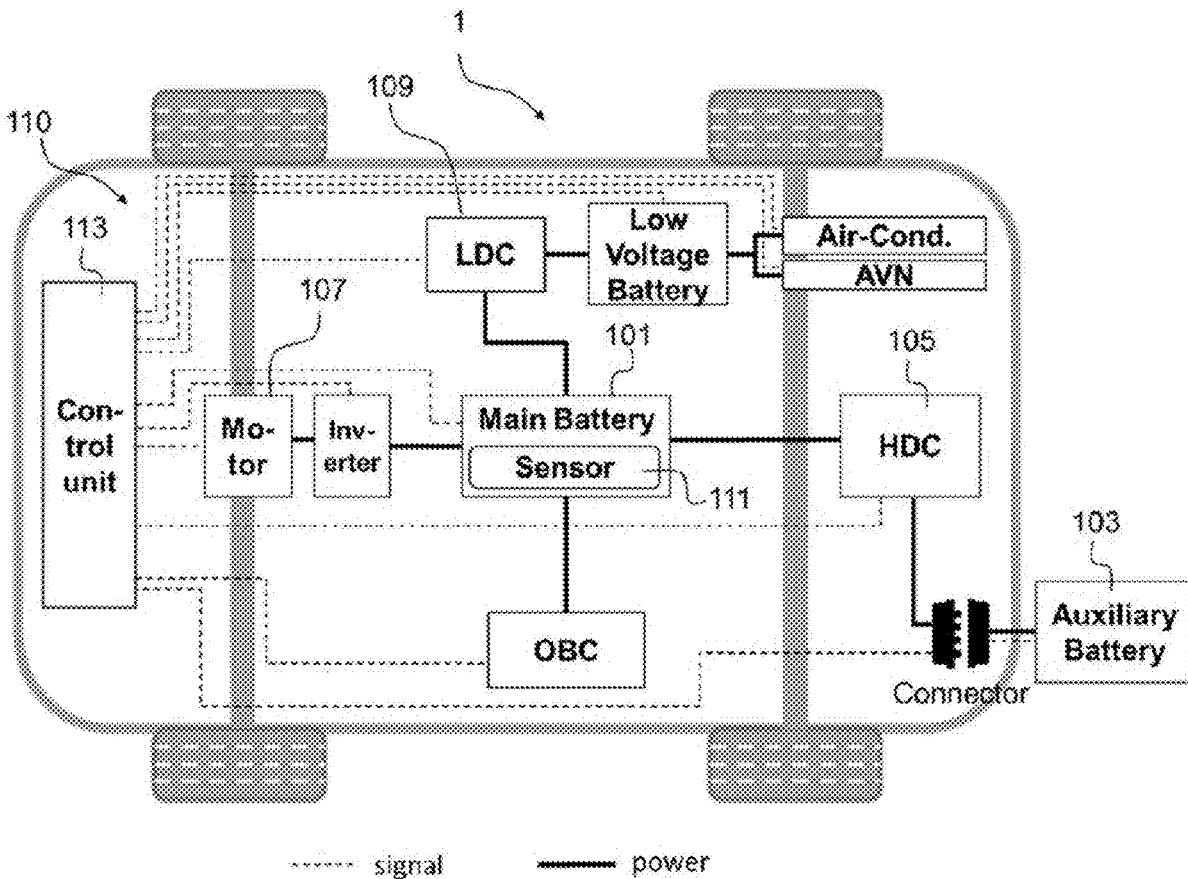 1
109
110
113
LDC
Low
Voltage
Battery
Air-Cond.
AVN
107
101
105
Con-
trol
unit
Mo-
tor
Inv-
erter
Main Battery
Sensor
111
HDC
103
OBC
Auxiliary
Battery
Connector
signal
power